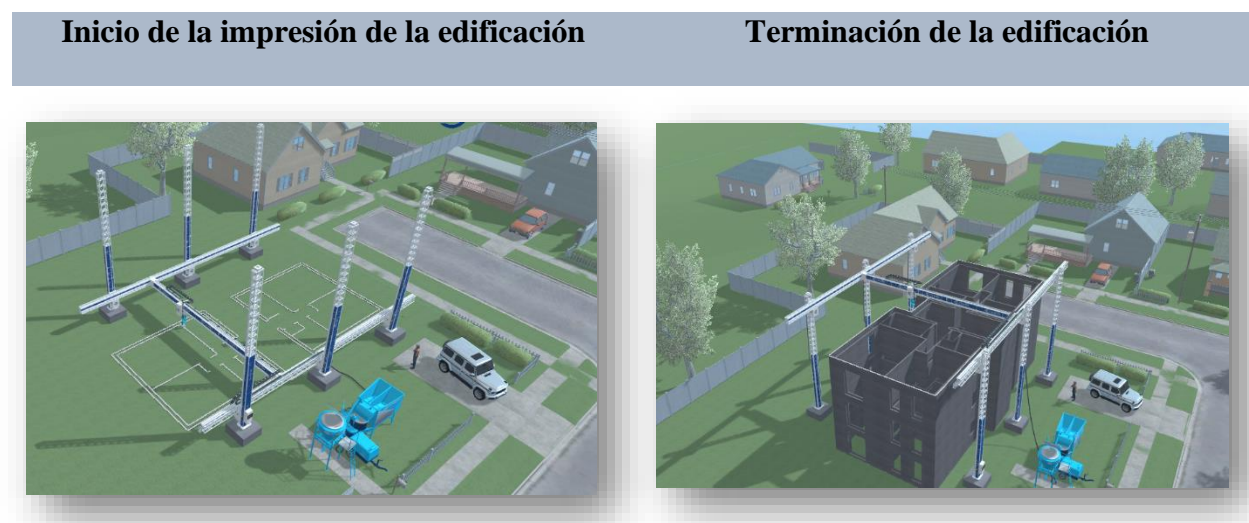 Inicio de la impresión de la edificación
Terminación de la edificación